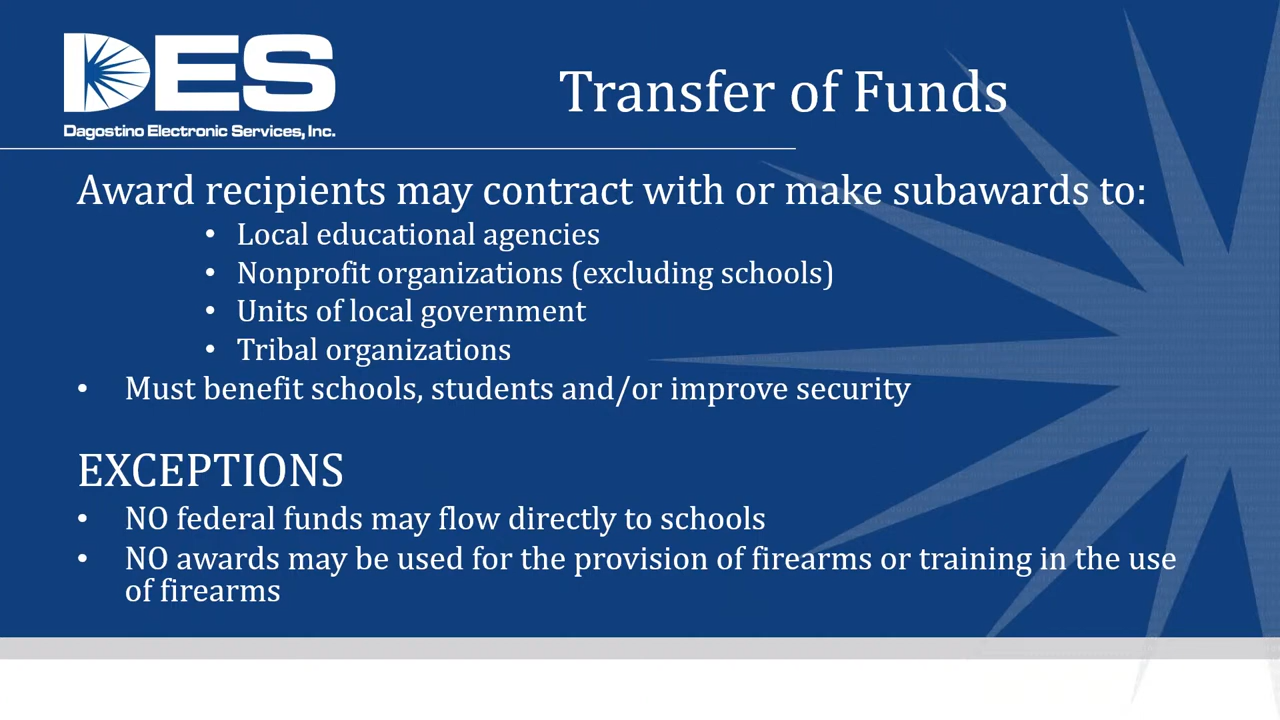 DES
Dagostino Electronic Services, Inc.
Transfer of Funds
Award recipients may contract with or make subawards to:
• Local educational agencies
• Nonprofit organizations (excluding schools)
• Units of local government
• Tribal organizations
• Must benefit schools, students and/or improve security
EXCEPTIONS
• NO federal funds may flow directly to schools
• NO awards may be used for the provision of firearms or training in the use
of firearms